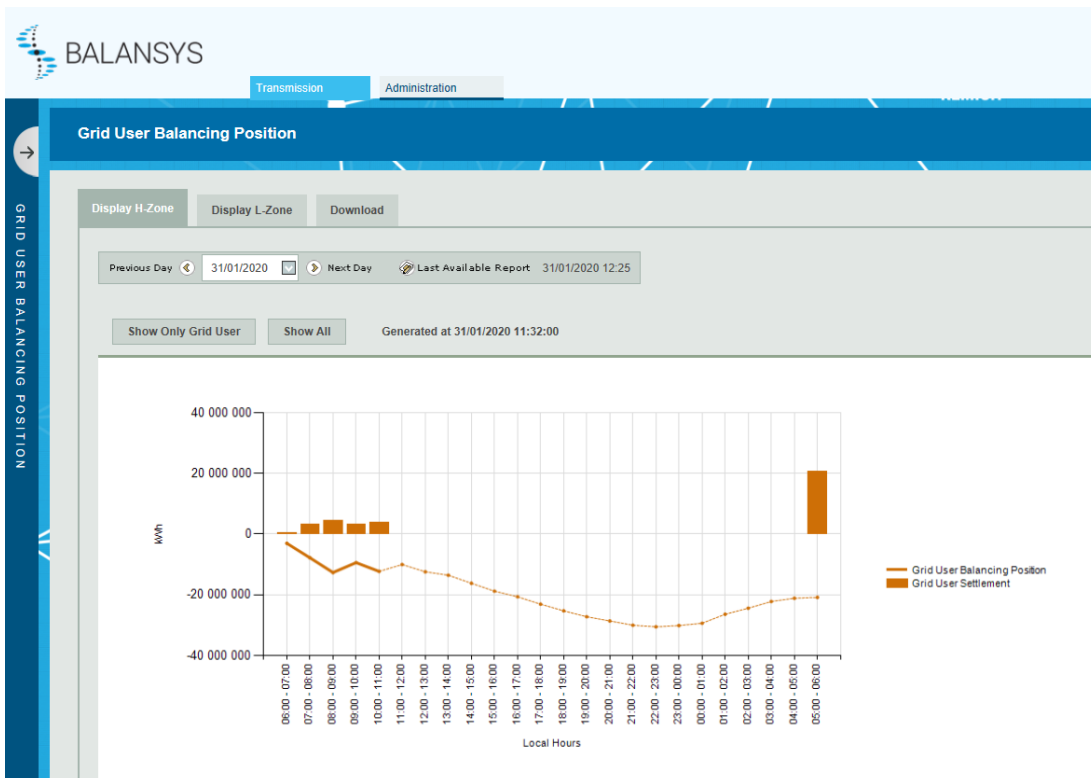 BALANSYS
Transmission
Administration
Grid User Balancing Position
GRID USER BALANCING POSITION
Display H-Zone
Display L-Zone
Download
Previous Day
31/01/2020
Next Day
Last Available Report
31/01/2020 12:25
Show Only Grid User
Show All
Generated at 31/01/2020 11:32:00
40 000 000
20 000 000
0
-20 000 000
-40 000 000
kWh
Grid User Balancing Position
Grid User Settlement
06:00 - 07:00
07:00 - 08:00
08:00 - 09:00
09:00 - 10:00
10:00 - 11:00
11:00 - 12:00
12:00 - 13:00
13:00 - 14:00
14:00 - 15:00
15:00 - 16:00
16:00 - 17:00
17:00 - 18:00
18:00 - 19:00
19:00 - 20:00
20:00 - 21:00
21:00 - 22:00
22:00 - 23:00
23:00 - 00:00
00:00 - 01:00
01:00 - 02:00
02:00 - 03:00
03:00 - 04:00
04:00 - 05:00
05:00 - 06:00
Local Hours